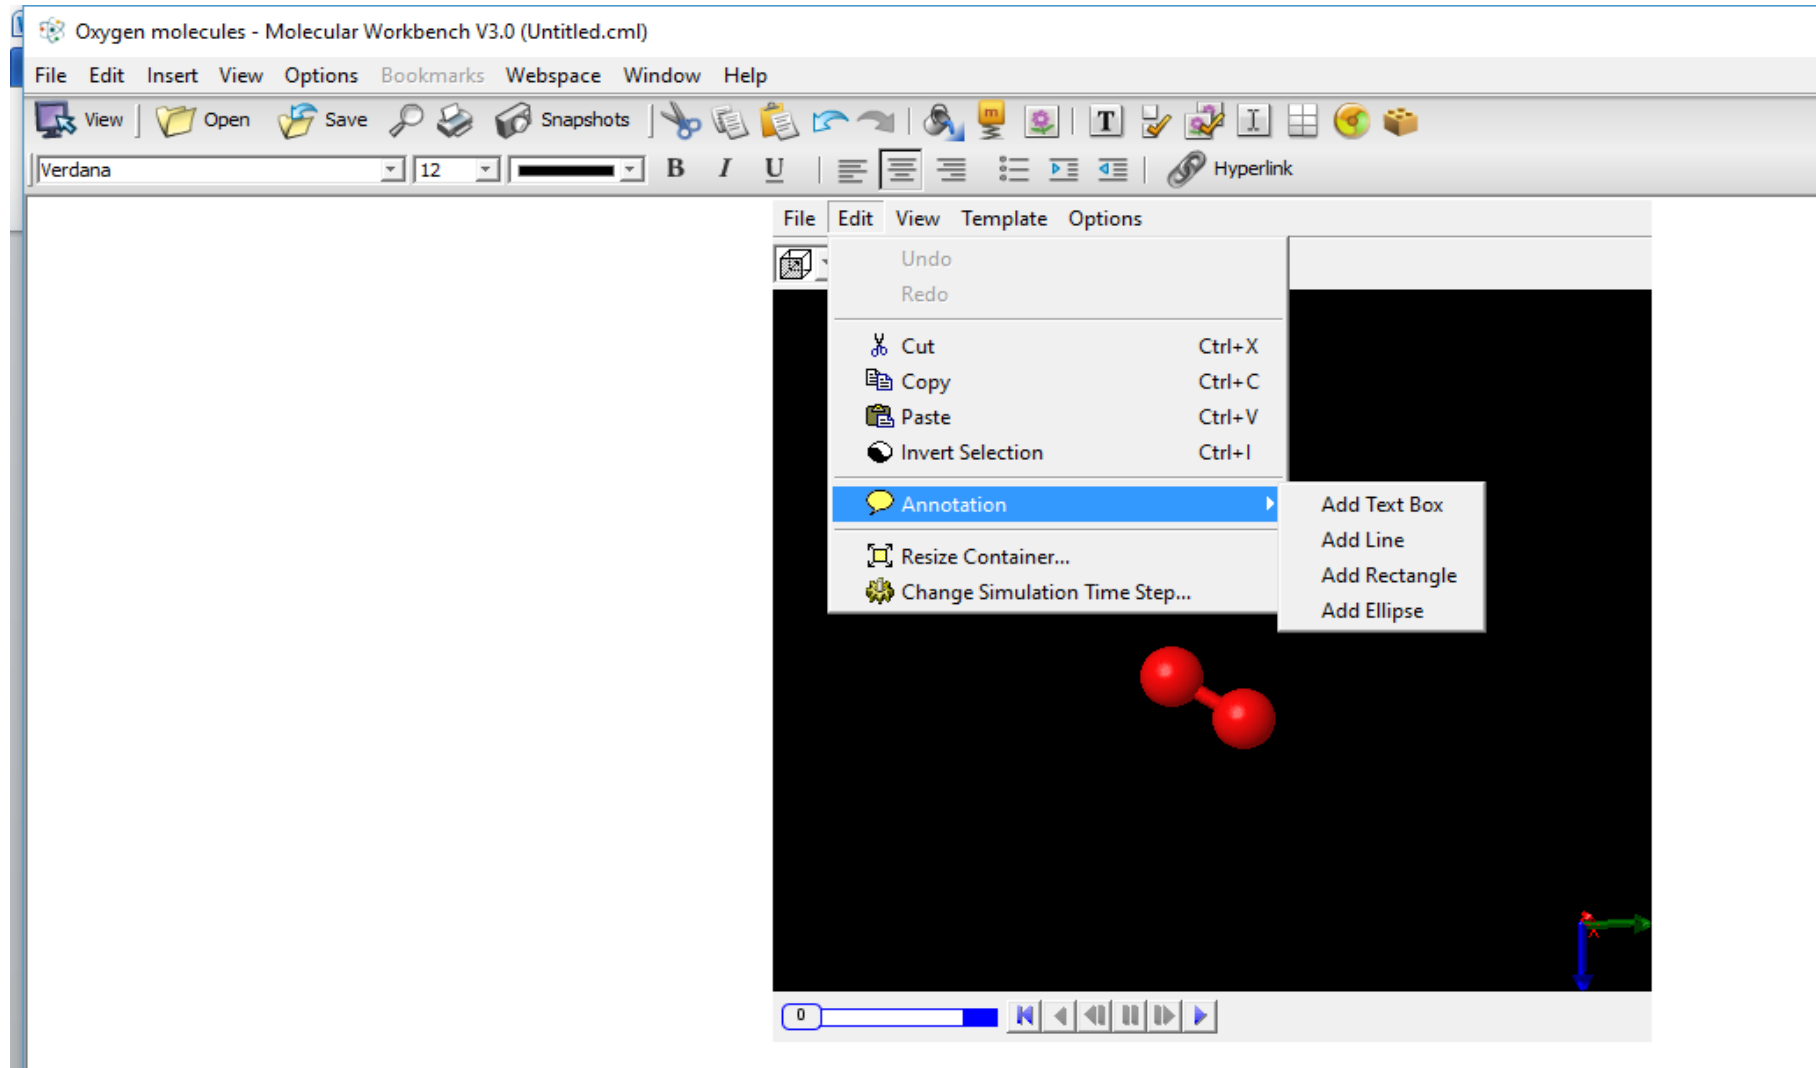 Oxygen molecules - Molecular Workbench V3.0 (Untitled.cml)
File Edit Insert View Options Bookmarks Webspace Window Help
View Open Save Snapshots m T I
Verdana 12 B I U Hyperlink
File Edit View Template Options
Undo
Redo
Cut Ctrl+X
Copy Ctrl+C
Paste Ctrl+V
Invert Selection Ctrl+I
Annotation
Add Text Box
Add Line
Add Rectangle
Add Ellipse
Resize Container...
Change Simulation Time Step...
0